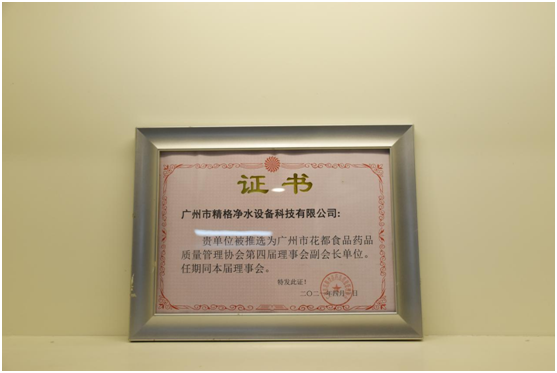 证书
广州市精格净水设备科技有限公司:
贵单位被推选为广州市花都食品药品
质量管理协会第四届理事会副会长单位。
任期同本届理事会。
特发此证!